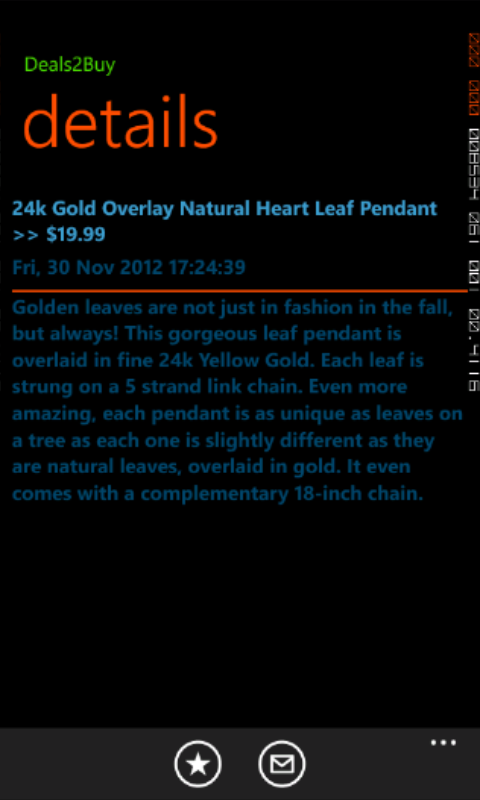 Deals2Buy
details
24k Gold Overlay Natural Heart Leaf Pendant
>> $19.99
Fri, 30 Nov 2012 17:24:39
Golden leaves are not just in fashion in the fall,
but always! This gorgeous leaf pendant is
overlaid in fine 24k Yellow Gold. Each leaf is
strung on a 5 strand link chain. Even more
amazing, each pendant is as unique as leaves on
a tree as each one is slightly different as they
are natural leaves, overlaid in gold. It even
comes with a complementary 18-inch chain.